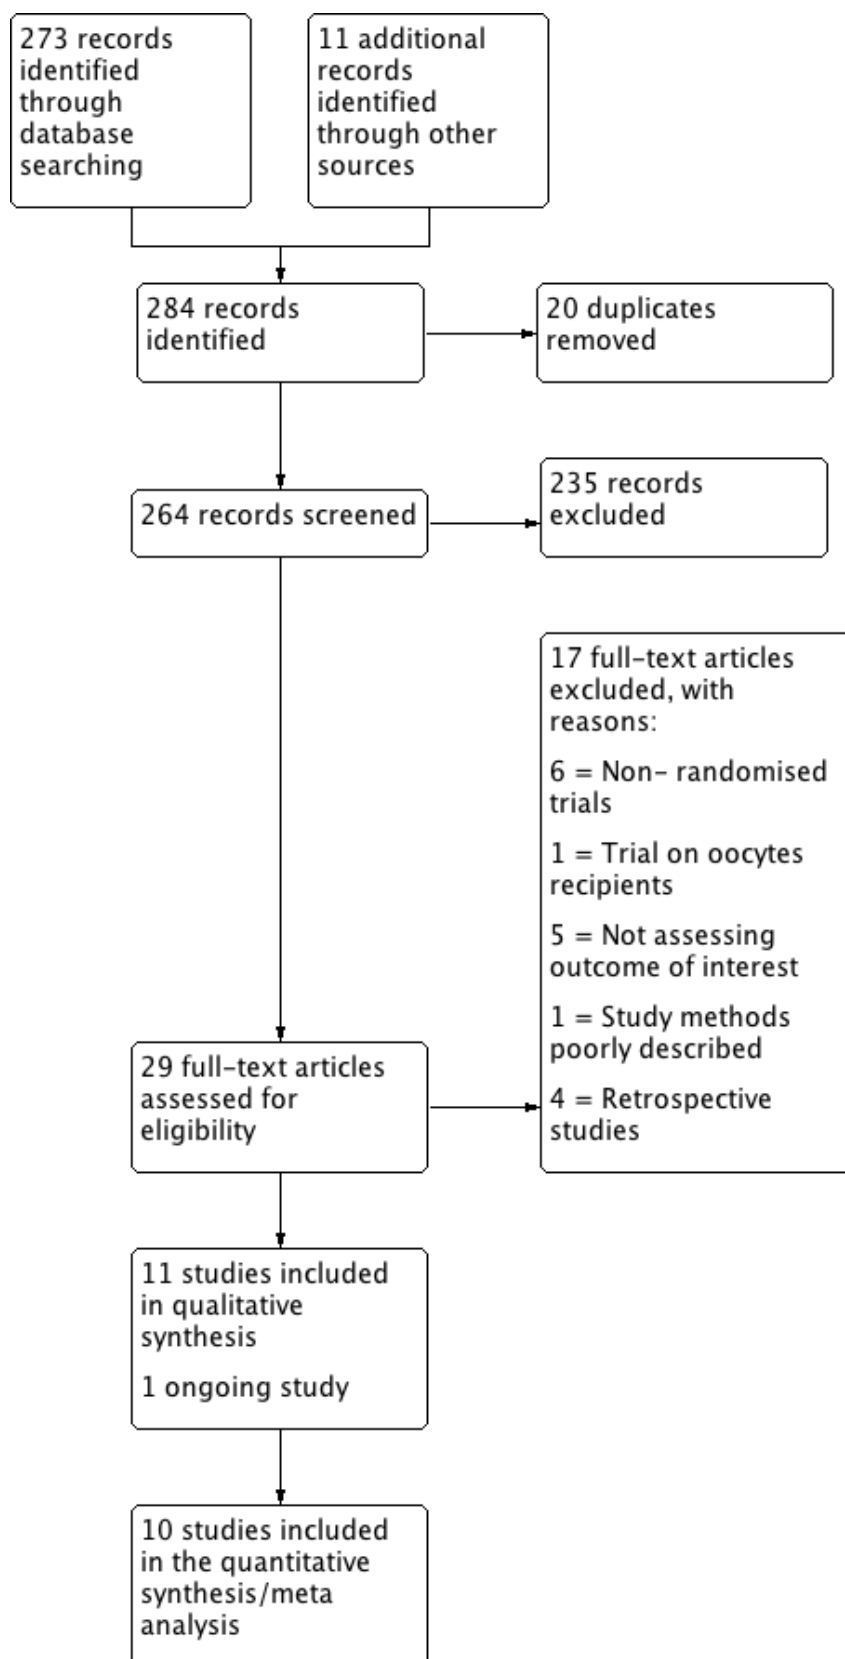 273 records
identified
through
database
searching
11 additional
records
identified
through other
sources
284 records
identified
20 duplicates
removed
264 records screened
235 records
excluded
17 full-text articles
excluded, with
reasons:
6 = Non- randomised
trials
1 = Trial on oocytes
recipients
5 = Not assessing
outcome of interest
1 = Study methods
poorly described
4 = Retrospective
studies
29 full-text articles
assessed for
eligibility
11 studies included
in qualitative
synthesis
1 ongoing study
10 studies included
in the quantitative
synthesis/meta
analysis